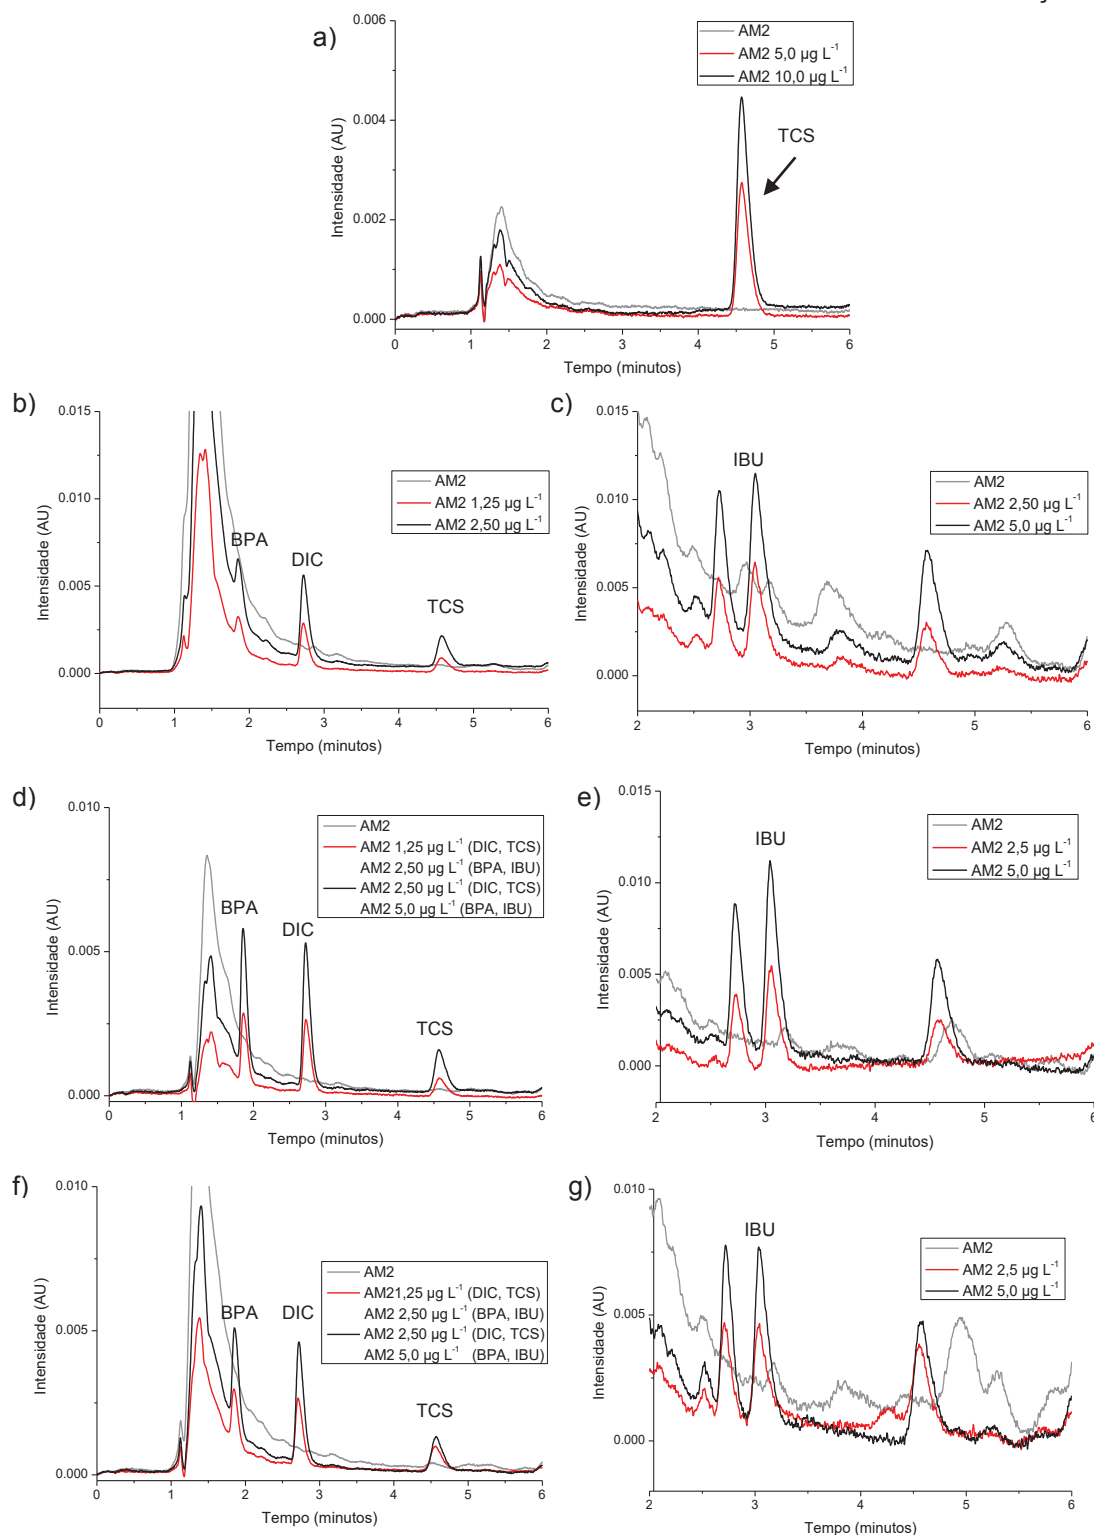 a)
AM2
AM2 5,0 µg L⁻¹
AM2 10,0 µg L⁻¹
TCS
Intensidade (AU)
0.006
0.004
0.002
0.000
0 1 2 3 4 5 6
Tempo (minutos)
b)
AM2
AM2 1,25 µg L⁻¹
AM2 2,50 µg L⁻¹
BPA
DIC
TCS
Intensidade (AU)
0.015
0.010
0.005
0.000
0 1 2 3 4 5 6
Tempo (minutos)
c)
IBU
AM2
AM2 2,50 µg L⁻¹
AM2 5,0 µg L⁻¹
Intensidade (AU)
0.015
0.010
0.005
0.000
2 3 4 5 6
Tempo (minutos)
d)
AM2
AM2 1,25 µg L⁻¹ (DIC, TCS)
AM2 2,50 µg L⁻¹ (BPA, IBU)
AM2 2,50 µg L⁻¹ (DIC, TCS)
AM2 5,0 µg L⁻¹ (BPA, IBU)
BPA
DIC
TCS
Intensidade (AU)
0.010
0.005
0.000
0 1 2 3 4 5 6
Tempo (minutos)
e)
IBU
AM2
AM2 2,5 µg L⁻¹
AM2 5,0 µg L⁻¹
Intensidade (AU)
0.015
0.010
0.005
0.000
2 3 4 5 6
Tempo (minutos)
f)
AM2
AM21,25 µg L⁻¹ (DIC, TCS)
AM2 2,50 µg L⁻¹ (BPA, IBU)
AM2 2,50 µg L⁻¹ (DIC, TCS)
AM2 5,0 µg L⁻¹ (BPA, IBU)
BPA
DIC
TCS
Intensidade (AU)
0.010
0.005
0.000
0 1 2 3 4 5 6
Tempo (minutos)
g)
IBU
AM2
AM2 2,5 µg L⁻¹
AM2 5,0 µg L⁻¹
Intensidade (AU)
0.010
0.005
0.000
2 3 4 5 6
Tempo (minutos)